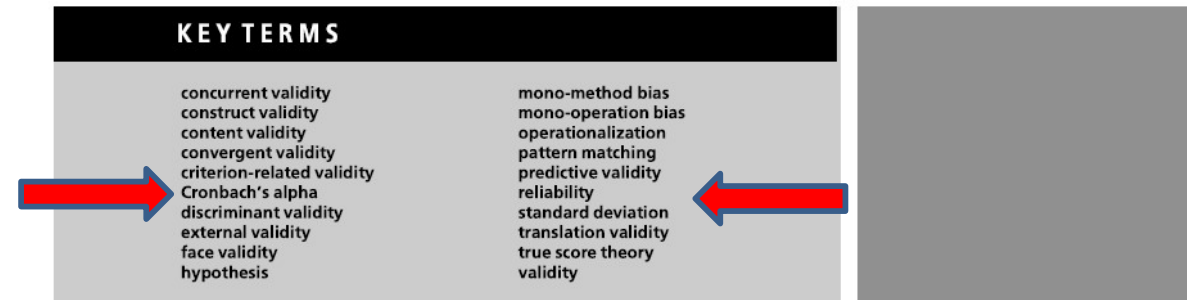 KEY TERMS
concurrent validity
construct validity
content validity
convergent validity
criterion-related validity
Cronbach's alpha
discriminant validity
external validity
face validity
hypothesis
mono-method bias
mono-operation bias
operationalization
pattern matching
predictive validity
reliability
standard deviation
translation validity
true score theory
validity